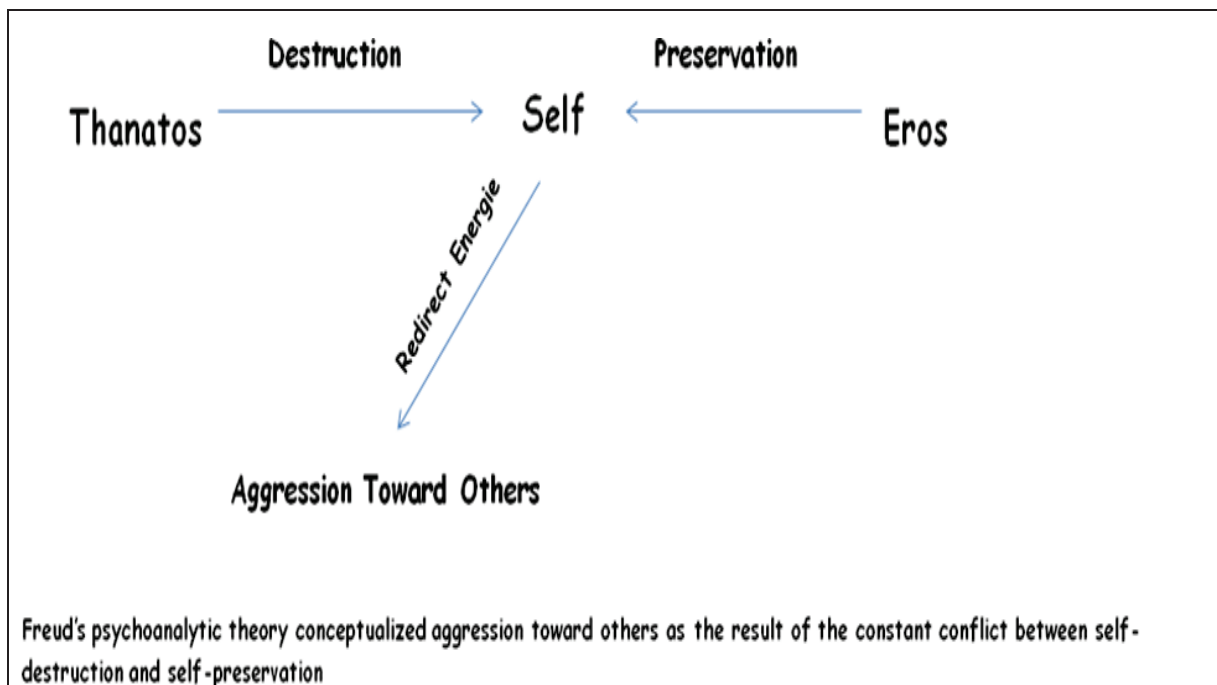 Destruction Preservation
Thanatos Self Eros
Redirect Energie
Aggression Toward Others
Freud's psychoanalytic theory conceptualized aggression toward others as the result of the constant conflict between self-
destruction and self-preservation